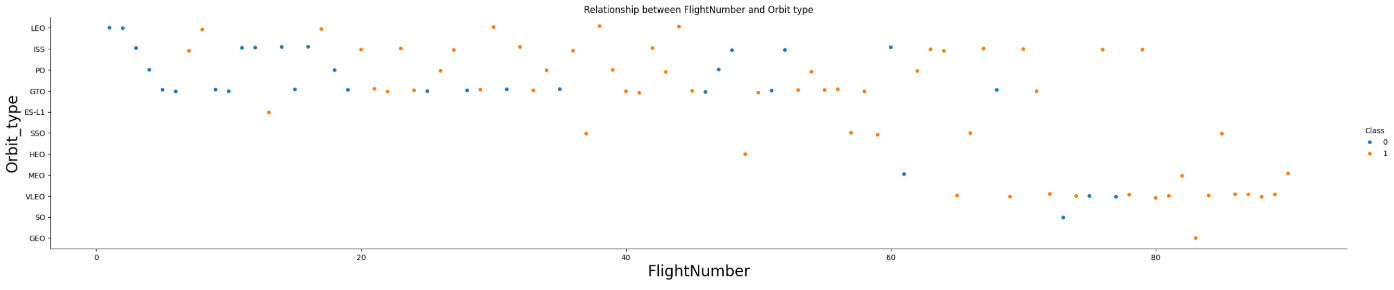 Relationship between FlightNumber and Orbit type
Orbit_type
LEO
ISS
PO
GTO
ES-L1
SSO
HEO
MEO
VLEO
SO
GEO
0 20 40 60 80
FlightNumber
Class
0
1